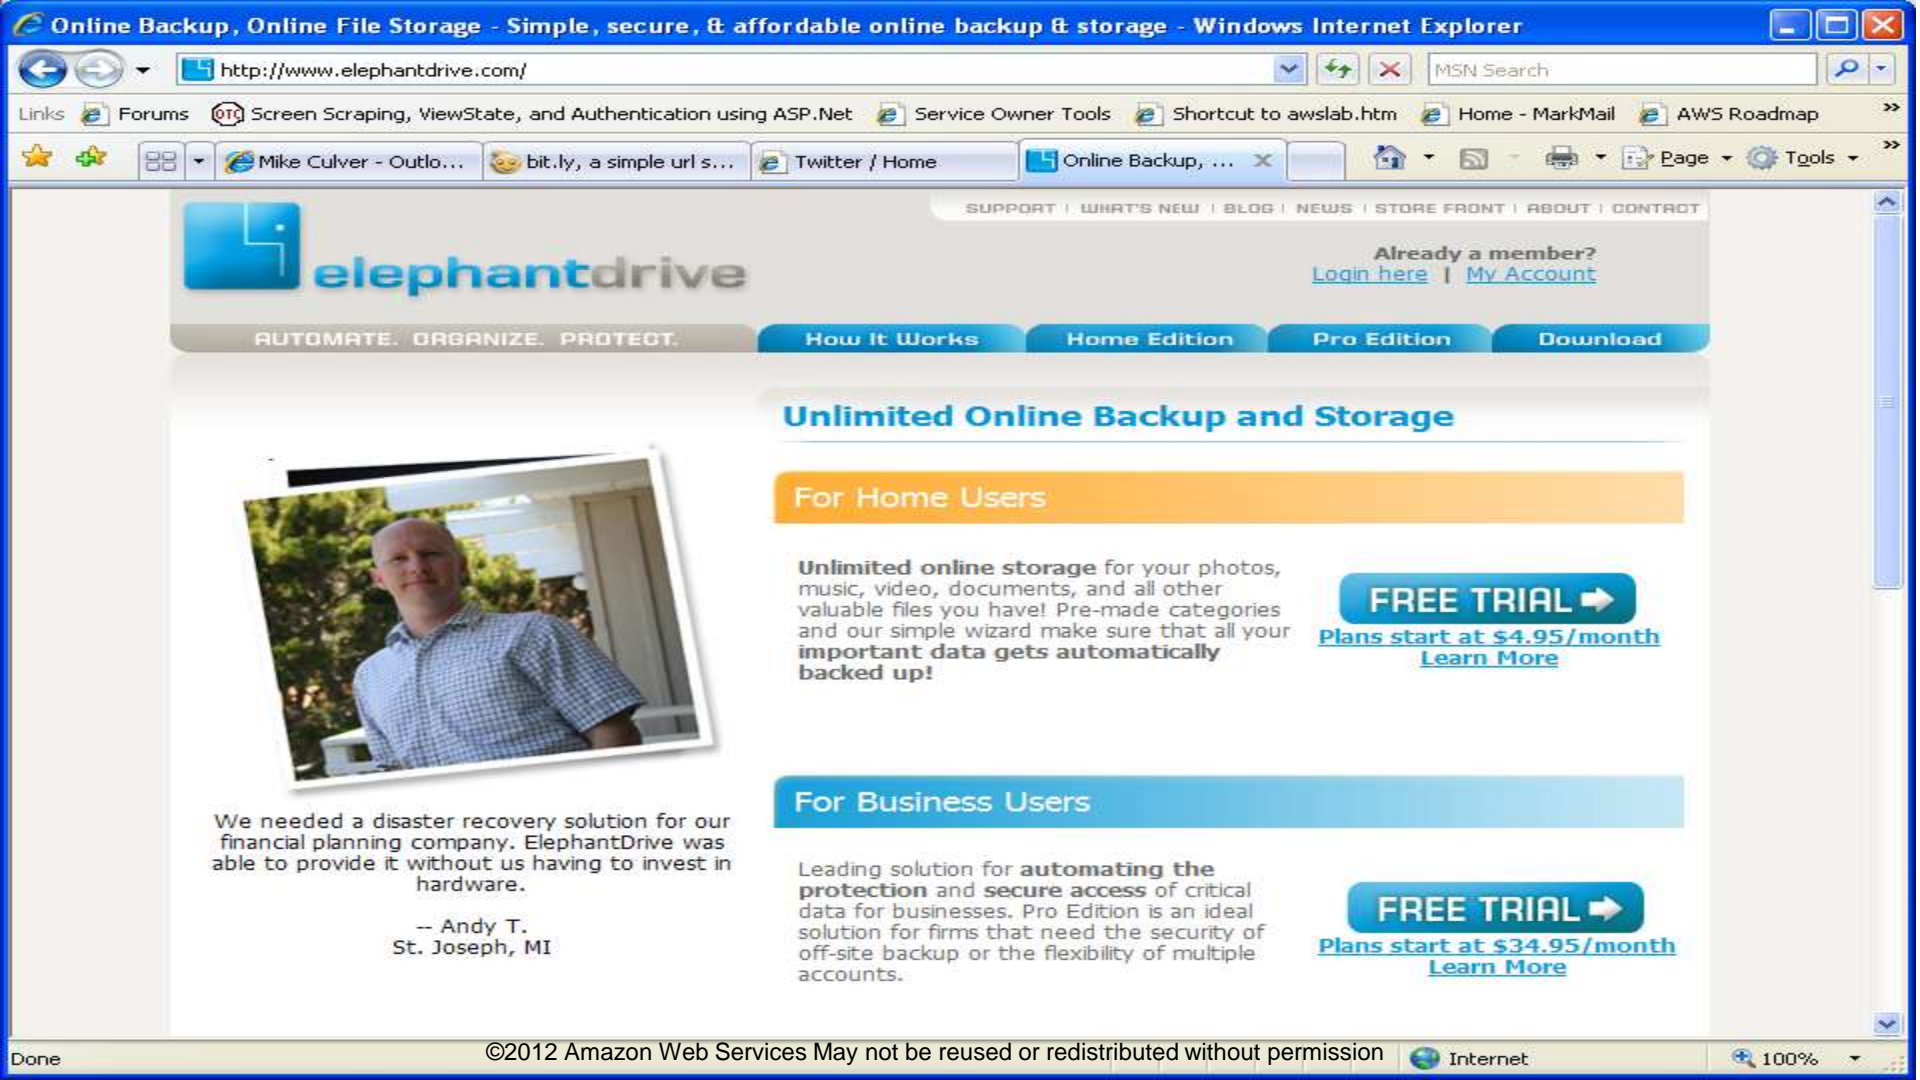 Online Backup, Online File Storage - Simple, secure, & affordable online backup & storage - Windows Internet Explorer
http://www.elephantdrive.com/
MSN Search
Links Forums OTC Screen Scraping, ViewState, and Authentication using ASP.Net Service Owner Tools Shortcut to awslab.htm Home - MarkMail AWS Roadmap »
Mike Culver - Outlo... bit.ly, a simple url s... Twitter / Home Online Backup, ... Page Tools »
SUPPORT | WHAT'S NEW | BLOG | NEWS | STORE FRONT | ABOUT | CONTACT
elephantdrive
Already a member?
Login here | My Account
AUTOMATE. ORGANIZE. PROTECT. How It Works Home Edition Pro Edition Download
Unlimited Online Backup and Storage
For Home Users
Unlimited online storage for your photos,
music, video, documents, and all other
valuable files you have! Pre-made categories
and our simple wizard make sure that all your
important data gets automatically
backed up!
FREE TRIAL
Plans start at $4.95/month
Learn More
We needed a disaster recovery solution for our
financial planning company. ElephantDrive was
able to provide it without us having to invest in
hardware.
-- Andy T.
St. Joseph, MI
For Business Users
Leading solution for automating the
protection and secure access of critical
data for businesses. Pro Edition is an ideal
solution for firms that need the security of
off-site backup or the flexibility of multiple
accounts.
FREE TRIAL
Plans start at $34.95/month
Learn More
Done
©2012 Amazon Web Services May not be reused or redistributed without permission
Internet
100%